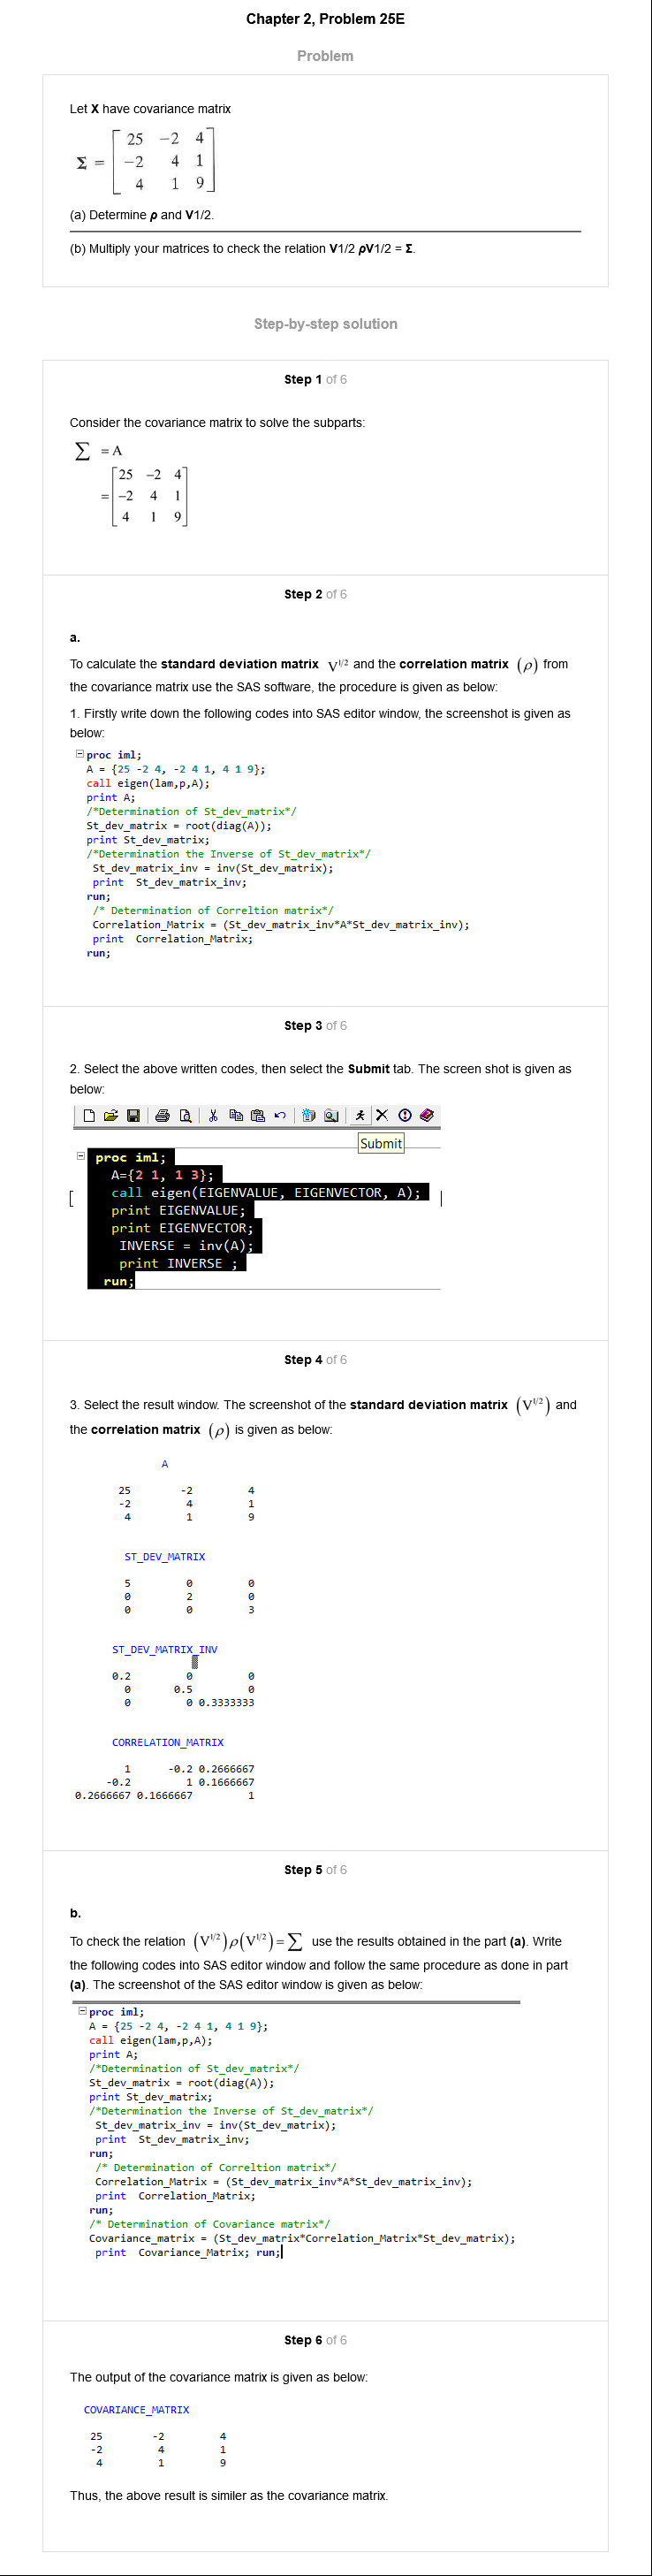 Chapter 2, Problem 25E
Problem
Let X have covariance matrix
Σ = [ 25 −2 4
−2 4 1
4 1 9 ]
(a) Determine ρ and V1/2.
(b) Multiply your matrices to check the relation V1/2 ρV1/2 = Σ.
Step-by-step solution
Step 1 of 6
Consider the covariance matrix to solve the subparts:
∑ = A
= [ 25 −2 4
−2 4 1
4 1 9 ]
Step 2 of 6
a.
To calculate the standard deviation matrix V^1/2 and the correlation matrix (ρ) from
the covariance matrix use the SAS software, the procedure is given as below:
1. Firstly write down the following codes into SAS editor window, the screenshot is given as
below:
proc iml;
A = {25 -2 4, -2 4 1, 4 1 9};
call eigen(lam,p,A);
print A;
/*Determination of St_dev_matrix*/
St_dev_matrix = root(diag(A));
print St_dev_matrix;
/*Determination the Inverse of St_dev_matrix*/
St_dev_matrix_inv = inv(St_dev_matrix);
print St_dev_matrix_inv;
run;
/* Determination of Correltion matrix*/
Correlation_Matrix = (St_dev_matrix_inv*A*St_dev_matrix_inv);
print Correlation_Matrix;
run;
Step 3 of 6
2. Select the above written codes, then select the Submit tab. The screen shot is given as
below:
Submit
proc iml;
A={2 1, 1 3};
call eigen(EIGENVALUE, EIGENVECTOR, A);
print EIGENVALUE;
print EIGENVECTOR;
INVERSE = inv(A);
print INVERSE ;
run;
Step 4 of 6
3. Select the result window. The screenshot of the standard deviation matrix (V^1/2) and
the correlation matrix (ρ) is given as below:
A
25 -2 4
-2 4 1
4 1 9
ST_DEV_MATRIX
5 0 0
0 2 0
0 0 3
ST_DEV_MATRIX_INV
0.2 0 0
0 0.5 0
0 0 0.3333333
CORRELATION_MATRIX
1 -0.2 0.2666667
-0.2 1 0.1666667
0.2666667 0.1666667 1
Step 5 of 6
b.
To check the relation (V^1/2)ρ(V^1/2)=∑ use the results obtained in the part (a). Write
the following codes into SAS editor window and follow the same procedure as done in part
(a). The screenshot of the SAS editor window is given as below:
proc iml;
A = {25 -2 4, -2 4 1, 4 1 9};
call eigen(lam,p,A);
print A;
/*Determination of St_dev_matrix*/
St_dev_matrix = root(diag(A));
print St_dev_matrix;
/*Determination the Inverse of St_dev_matrix*/
St_dev_matrix_inv = inv(St_dev_matrix);
print St_dev_matrix_inv;
run;
/* Determination of Correltion matrix*/
Correlation_Matrix = (St_dev_matrix_inv*A*St_dev_matrix_inv);
print Correlation_Matrix;
run;
/* Determination of Covariance matrix*/
Covariance_matrix = (St_dev_matrix*Correlation_Matrix*St_dev_matrix);
print Covariance_Matrix; run;
Step 6 of 6
The output of the covariance matrix is given as below:
COVARIANCE_MATRIX
25 -2 4
-2 4 1
4 1 9
Thus, the above result is similer as the covariance matrix.